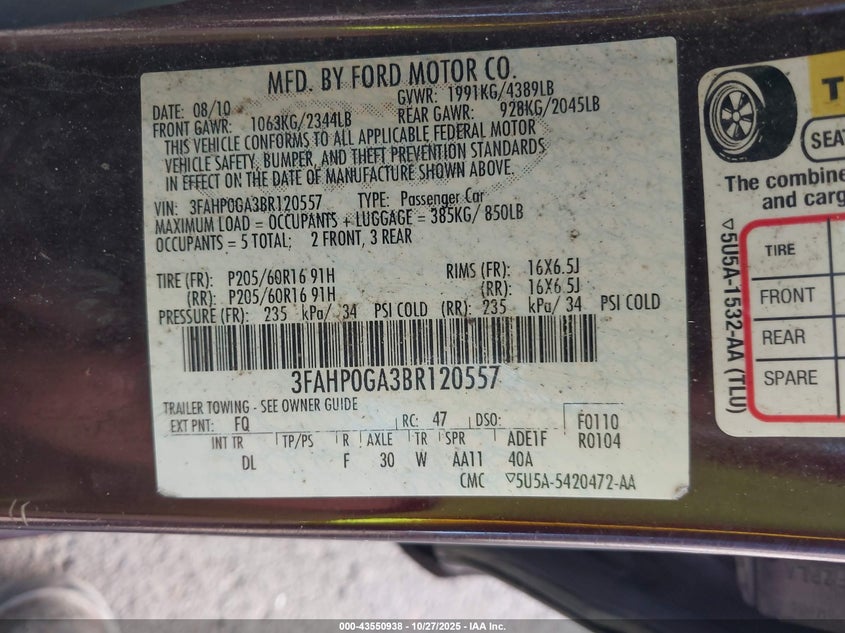 MFD. BY FORD MOTOR CO.
DATE: 08/10 GVWR: 1991KG/4389LB
FRONT GAWR: 1063KG/2344LB REAR GAWR: 928KG/2045LB
THIS VEHICLE CONFORMS TO ALL APPLICABLE FEDERAL MOTOR
VEHICLE SAFETY, BUMPER, AND THEFT PREVENTION STANDARDS
IN EFFECT ON THE DATE OF MANUFACTURE SHOWN ABOVE.
VIN: 3FAHP0GA3BR120557 TYPE: Passenger Car
MAXIMUM LOAD = OCCUPANTS + LUGGAGE = 385KG/ 850LB
OCCUPANTS = 5 TOTAL; 2 FRONT, 3 REAR
TIRE (FR): P205/60R16 91H RIMS (FR): 16X6.5J
(RR): P205/60R16 91H (RR): 16X6.5J
PRESSURE (FR): 235 kPa/ 34 PSI COLD (RR): 235 kPa/ 34 PSI COLD
3FAHP0GA3BR120557
TRAILER TOWING - SEE OWNER GUIDE
EXT PNT: FQ RC: 47 DSO: F0110
INT TR TP/PS R AXLE TR SPR ADE1F R0104
DL F 30 W AA11 40A
CMC ▽5U5A-5420472-AA
T
SEAT
The combine
and carg
TIRE
FRONT
REAR
SPARE
▽5U5A-1532-AA (TLU)
000-43550938 | 10/27/2025 | IAA Inc.